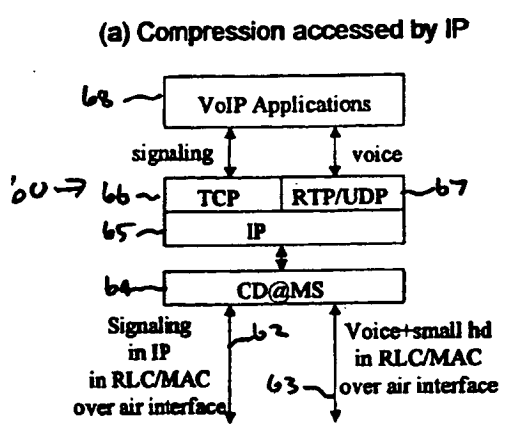 (a) Compression accessed by IP
68
VoIP Applications
signaling
voice
60
66
TCP
RTP/UDP
67
65
IP
64
CD@MS
Signaling
in IP
in RLC/MAC
over air interface
62
63
Voice+small hd
in RLC/MAC
over air interface